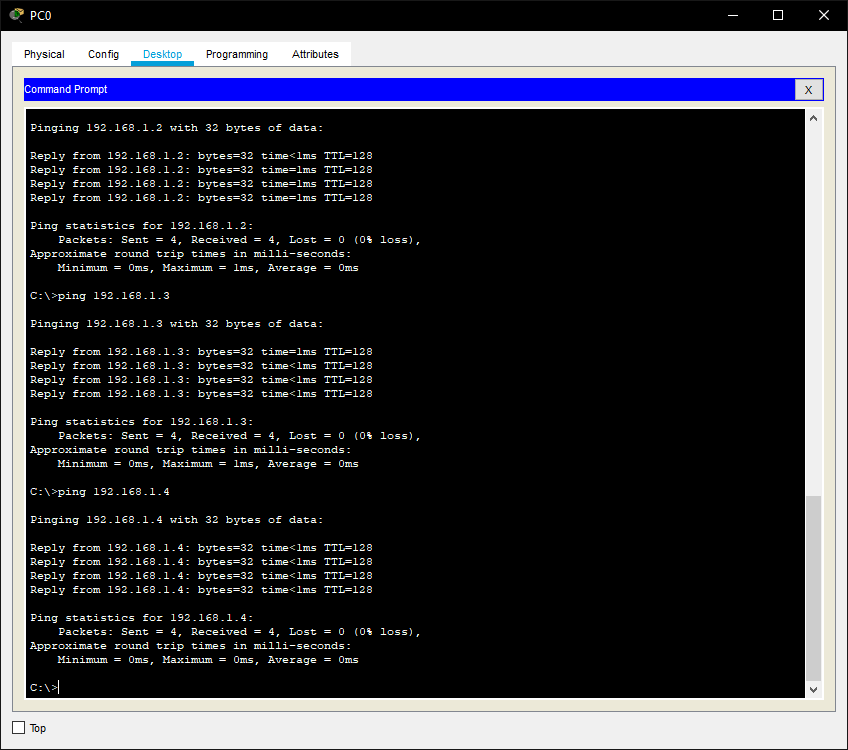 PC0
Physical Config Desktop Programming Attributes
Command Prompt X
Pinging 192.168.1.2 with 32 bytes of data:
Reply from 192.168.1.2: bytes=32 time<1ms TTL=128
Reply from 192.168.1.2: bytes=32 time=1ms TTL=128
Reply from 192.168.1.2: bytes=32 time<1ms TTL=128
Reply from 192.168.1.2: bytes=32 time=1ms TTL=128
Ping statistics for 192.168.1.2:
Packets: Sent = 4, Received = 4, Lost = 0 (0% loss),
Approximate round trip times in milli-seconds:
Minimum = 0ms, Maximum = 1ms, Average = 0ms
C:\>ping 192.168.1.3
Pinging 192.168.1.3 with 32 bytes of data:
Reply from 192.168.1.3: bytes=32 time=1ms TTL=128
Reply from 192.168.1.3: bytes=32 time<1ms TTL=128
Reply from 192.168.1.3: bytes=32 time<1ms TTL=128
Reply from 192.168.1.3: bytes=32 time<1ms TTL=128
Ping statistics for 192.168.1.3:
Packets: Sent = 4, Received = 4, Lost = 0 (0% loss),
Approximate round trip times in milli-seconds:
Minimum = 0ms, Maximum = 1ms, Average = 0ms
C:\>ping 192.168.1.4
Pinging 192.168.1.4 with 32 bytes of data:
Reply from 192.168.1.4: bytes=32 time<1ms TTL=128
Reply from 192.168.1.4: bytes=32 time<1ms TTL=128
Reply from 192.168.1.4: bytes=32 time<1ms TTL=128
Reply from 192.168.1.4: bytes=32 time<1ms TTL=128
Ping statistics for 192.168.1.4:
Packets: Sent = 4, Received = 4, Lost = 0 (0% loss),
Approximate round trip times in milli-seconds:
Minimum = 0ms, Maximum = 0ms, Average = 0ms
C:\>
Top